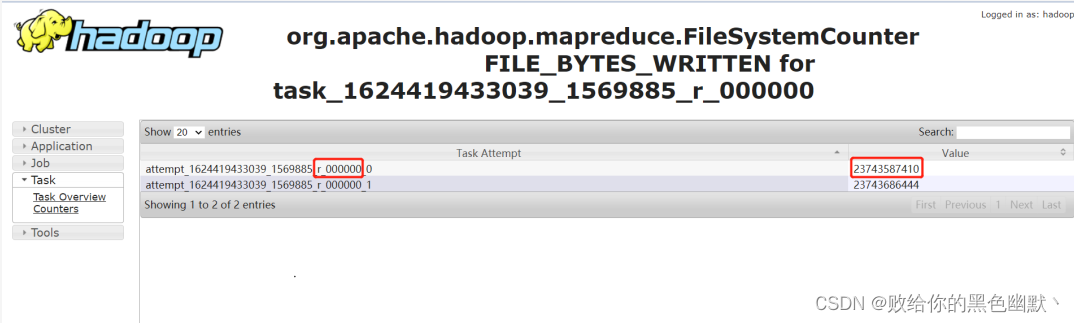 Logged in as: hadoop
hadoop
org.apache.hadoop.mapreduce.FileSystemCounter
FILE_BYTES_WRITTEN for
task_1624419433039_1569885_r_000000
Cluster
Application
Job
Task
Task Overview
Counters
Tools
Show 20 entries
Search:
Task Attempt Value
attempt_1624419433039_1569885_r_000000_0 23743587410
attempt_1624419433039_1569885_r_000000_1 23743686444
Showing 1 to 2 of 2 entries
First Previous 1 Next Last
CSDN @败给你的黑色幽默丶